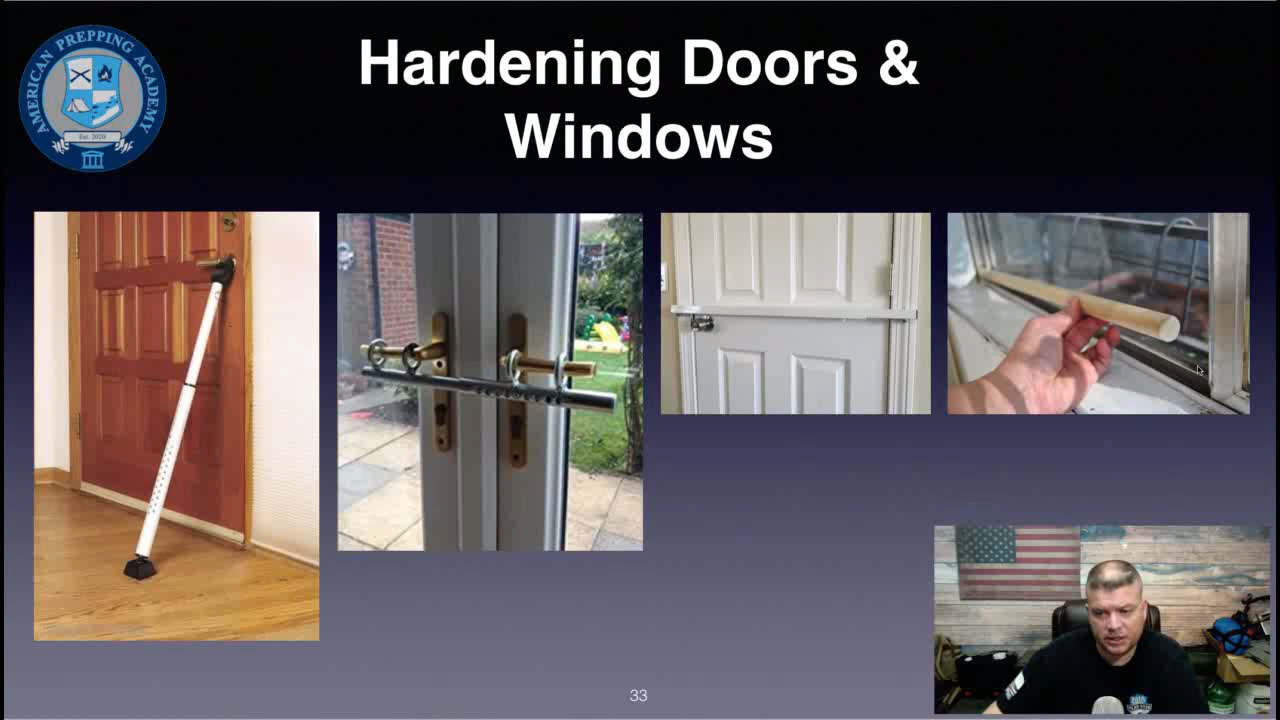 AMERICAN PREPPING ACADEMY
Est. 2020
Hardening Doors &
Windows
33